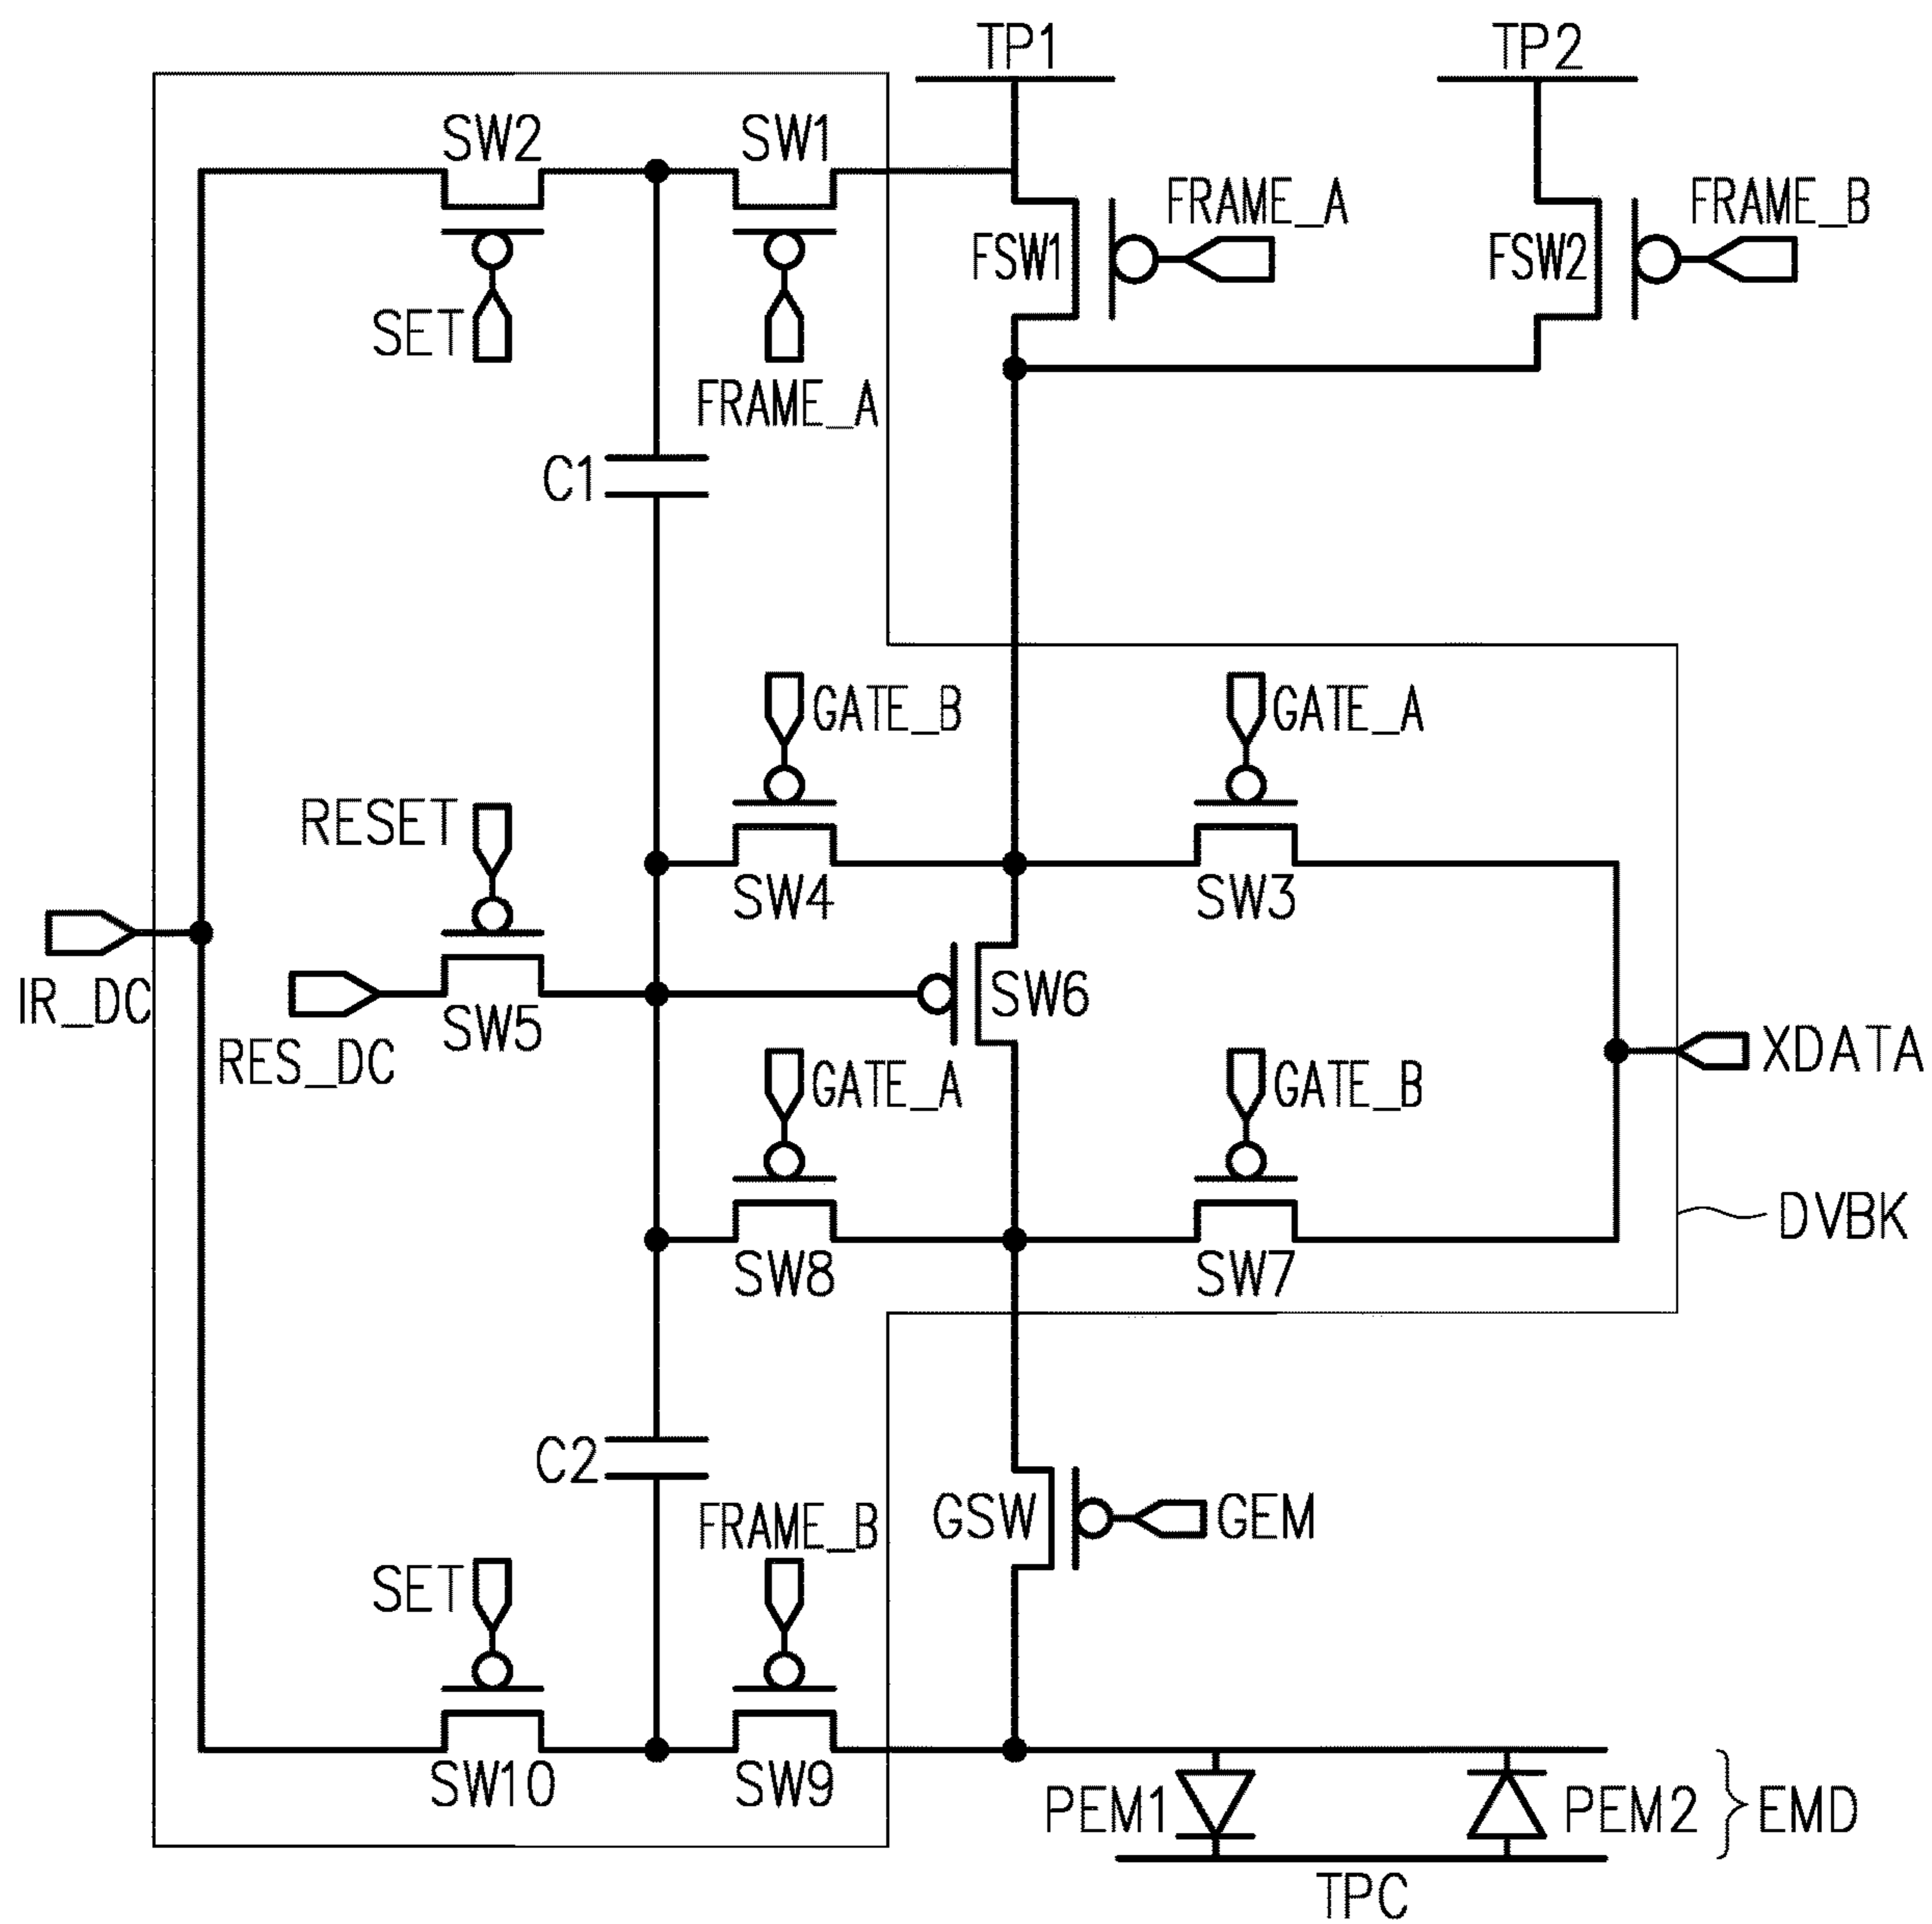 TP1 TP2
SW2 SW1
FRAME_A FRAME_B
FSW1 FSW2
SET
FRAME_A
C1
GATE_B GATE_A
RESET
SW4 SW3
IR_DC SW5 SW6
RES_DC XDATA
GATE_A GATE_B
DVBK
SW8 SW7
C2
FRAME_B GSW GEM
SET
SW10 SW9
PEM1 PEM2 EMD
TPC